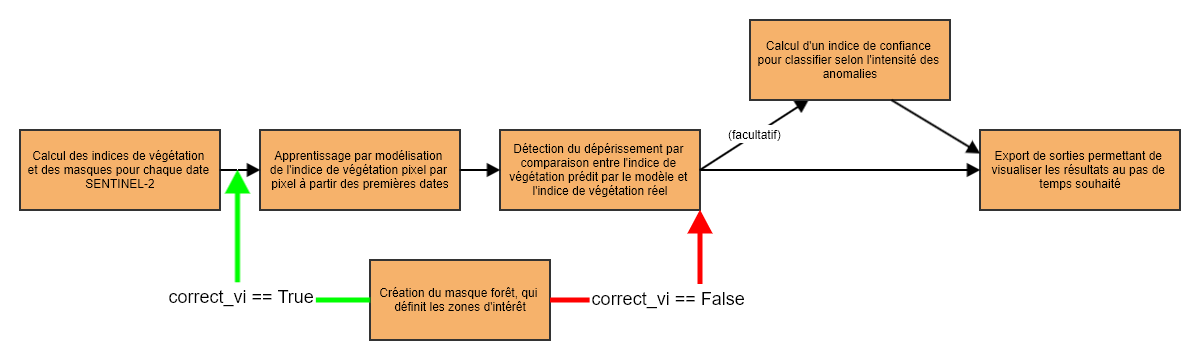 Calcul d'un indice de confiance
pour classifier selon l'intensité des
anomalies
(facultatif)
Calcul des indices de végétation
et des masques pour chaque date
SENTINEL-2
Apprentissage par modélisation
de l'indice de végétation pixel par
pixel à partir des premières dates
Détection du dépérissement par
comparaison entre l'indice de
végétation prédit par le modèle et
l'indice de végétation réel
Export de sorties permettant de
visualiser les résultats au pas de
temps souhaité
correct_vi == True
Création du masque forêt, qui
définit les zones d'intérêt
correct_vi == False